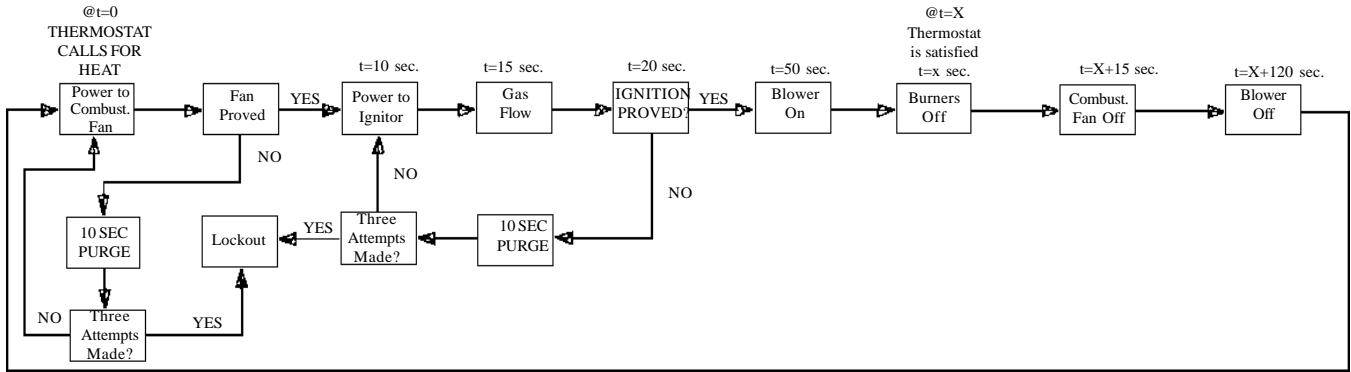 @t=0
THERMOSTAT
CALLS FOR
HEAT
Power to
Combust.
Fan
Fan
Proved
YES
t=10 sec.
Power to
Ignitor
t=15 sec.
Gas
Flow
t=20 sec.
IGNITION
PROVED?
YES
t=50 sec.
Blower
On
@t=X
Thermostat
is satisfied
t=x sec.
Burners
Off
t=X+15 sec.
Combust.
Fan Off
t=X+120 sec.
Blower
Off
NO
NO
NO
10 SEC
PURGE
Lockout
YES
Three
Attempts
Made?
10 SEC
PURGE
NO
Three
Attempts
Made?
YES